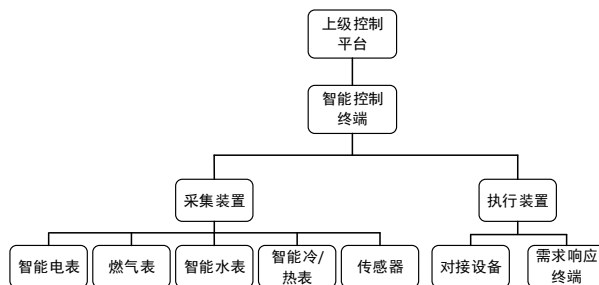 上级控制
平台
智能控制
终端
采集装置
执行装置
智能电表
燃气表
智能水表
智能冷/
热表
传感器
对接设备
需求响应
终端